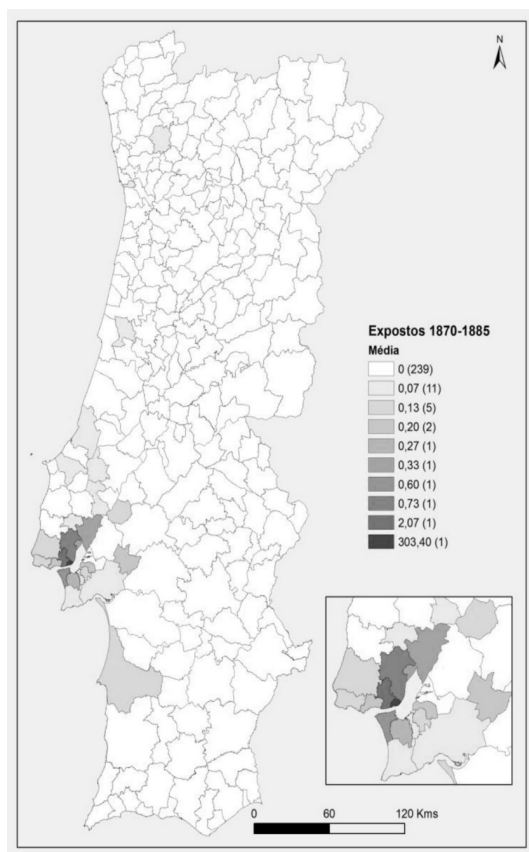 N
Expostos 1870-1885
Média
0 (239)
0,07 (11)
0,13 (5)
0,20 (2)
0,27 (1)
0,33 (1)
0,60 (1)
0,73 (1)
2,07 (1)
303,40 (1)
0 60 120 Kms